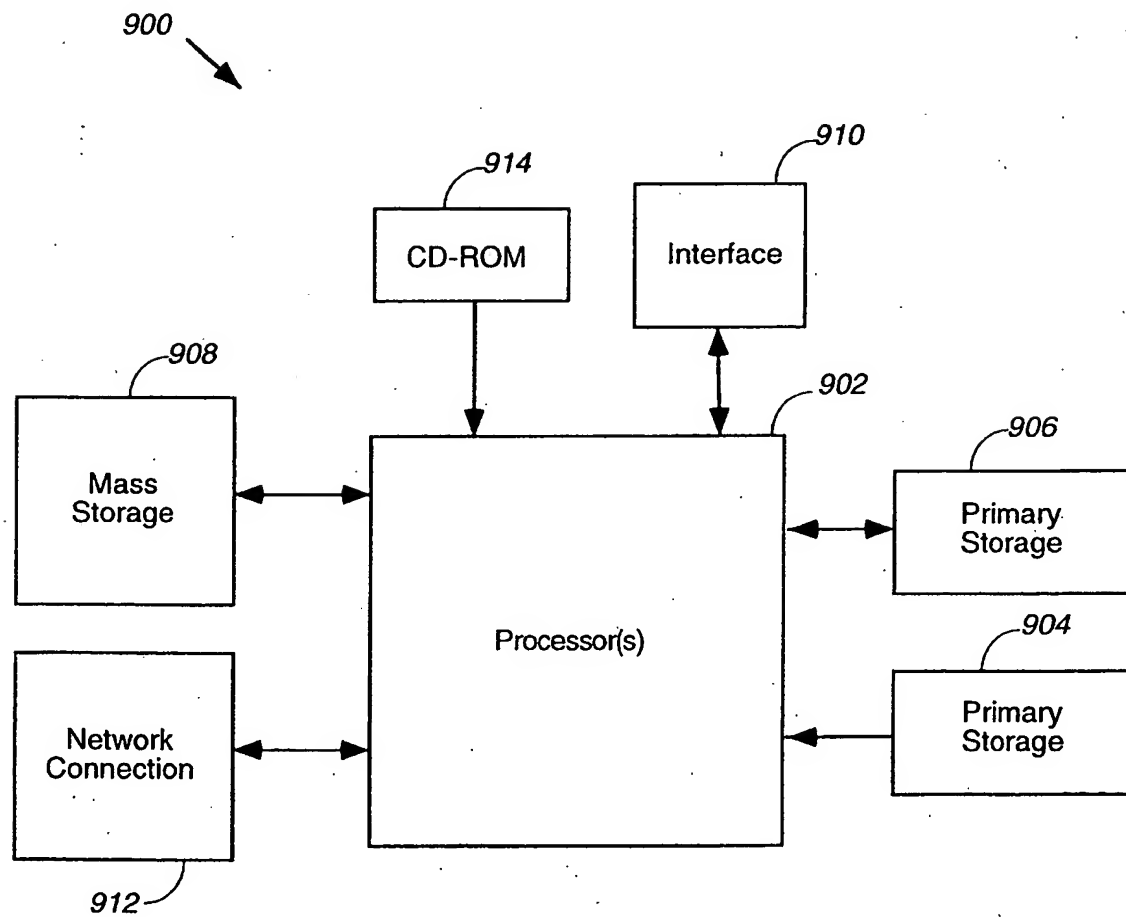 900
914
910
CD-ROM
Interface
908
902
906
Mass
Storage
Primary
Storage
Processor(s)
904
Network
Connection
Primary
Storage
912